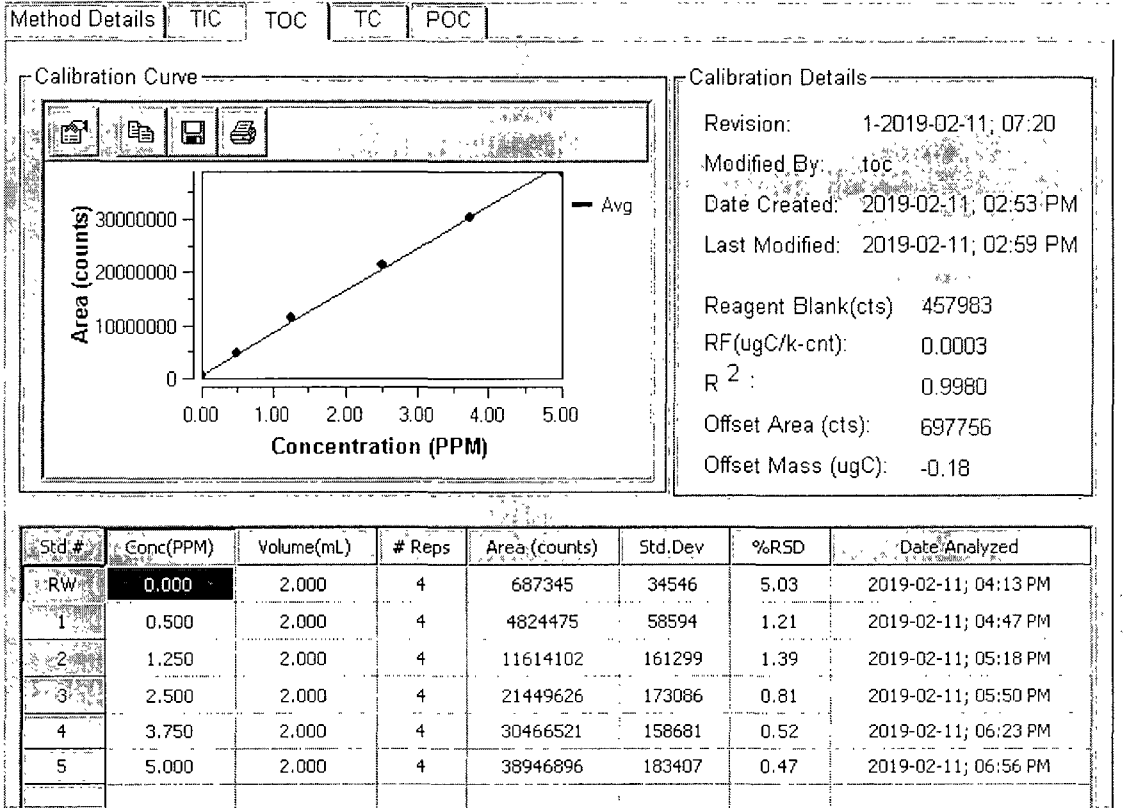 Method Details TIC TOC TC POC
Calibration Curve
Avg
30000000
20000000
10000000
0
Area (counts)
0.00 1.00 2.00 3.00 4.00 5.00
Concentration (PPM)
Calibration Details
Revision: 1-2019-02-11; 07:20
Modified By: toc
Date Created: 2019-02-11; 02:53 PM
Last Modified: 2019-02-11; 02:59 PM
Reagent Blank(cts) 457983
RF(ugC/k-cnt): 0.0003
R 2 : 0.9980
Offset Area (cts): 697756
Offset Mass (ugC): -0.18
Std # Conc(PPM) Volume(mL) # Reps Area (counts) Std.Dev %RSD Date Analyzed
RW 0.000 2.000 4 687345 34546 5.03 2019-02-11; 04:13 PM
1 0.500 2.000 4 4824475 58594 1.21 2019-02-11; 04:47 PM
2 1.250 2.000 4 11614102 161299 1.39 2019-02-11; 05:18 PM
3 2.500 2.000 4 21449626 173086 0.81 2019-02-11; 05:50 PM
4 3.750 2.000 4 30466521 158681 0.52 2019-02-11; 06:23 PM
5 5.000 2.000 4 38946896 183407 0.47 2019-02-11; 06:56 PM